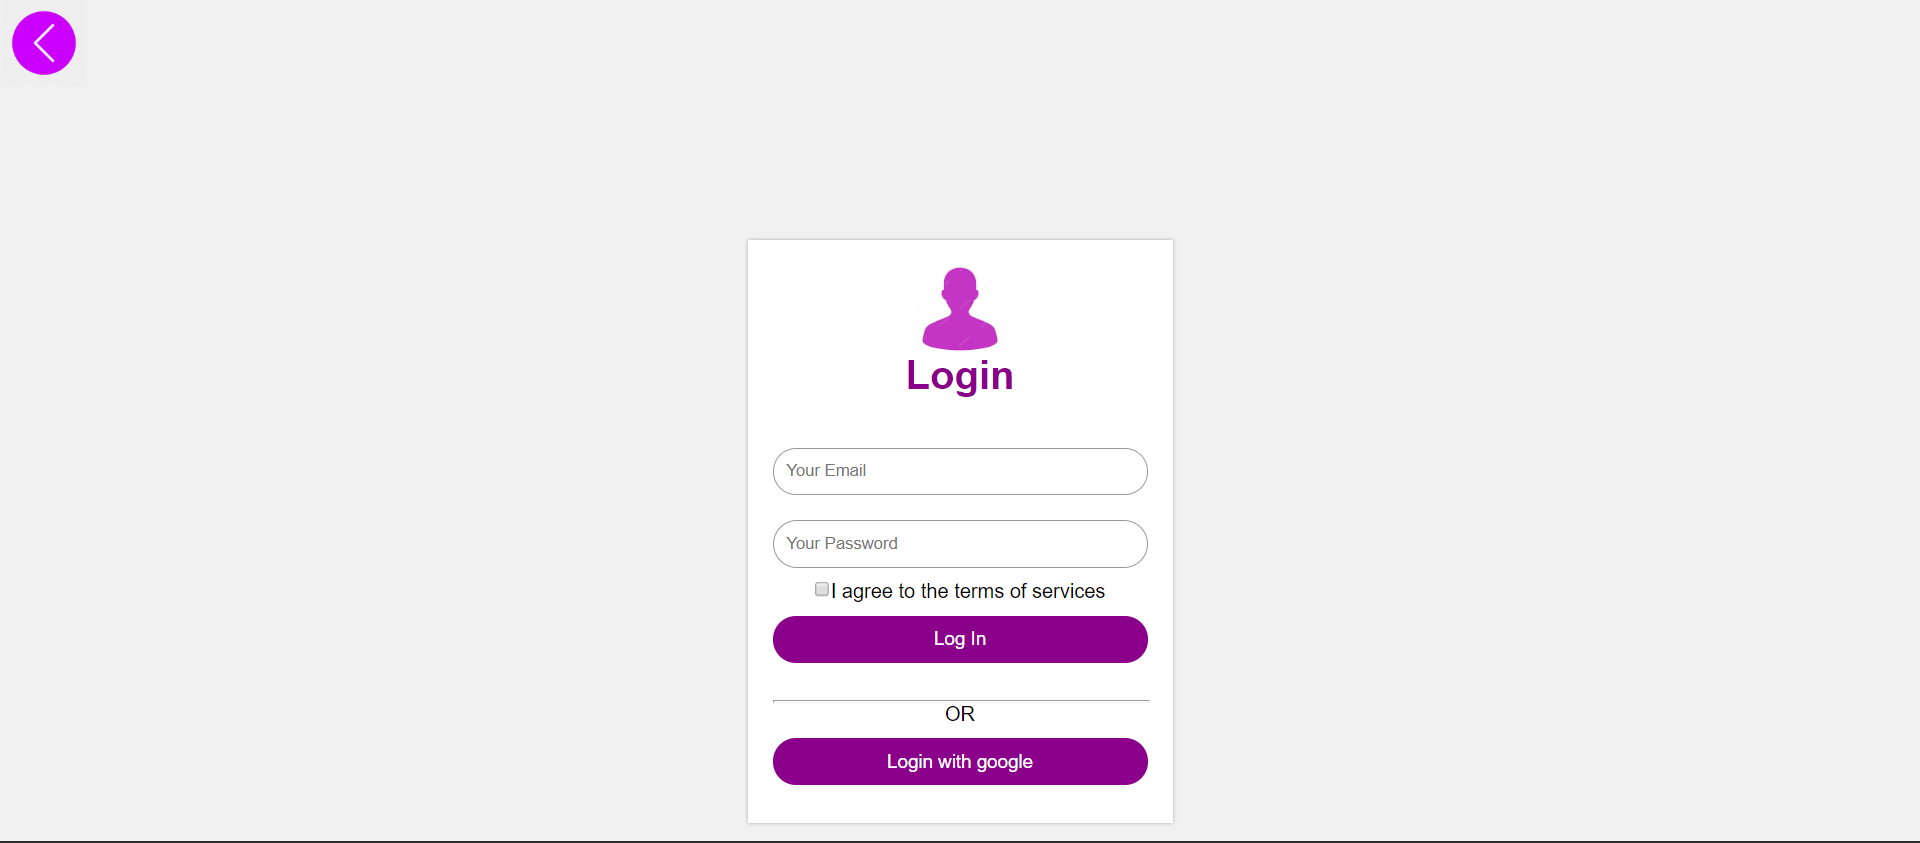 Login
Your Email
Your Password
I agree to the terms of services
Log In
OR
Login with google